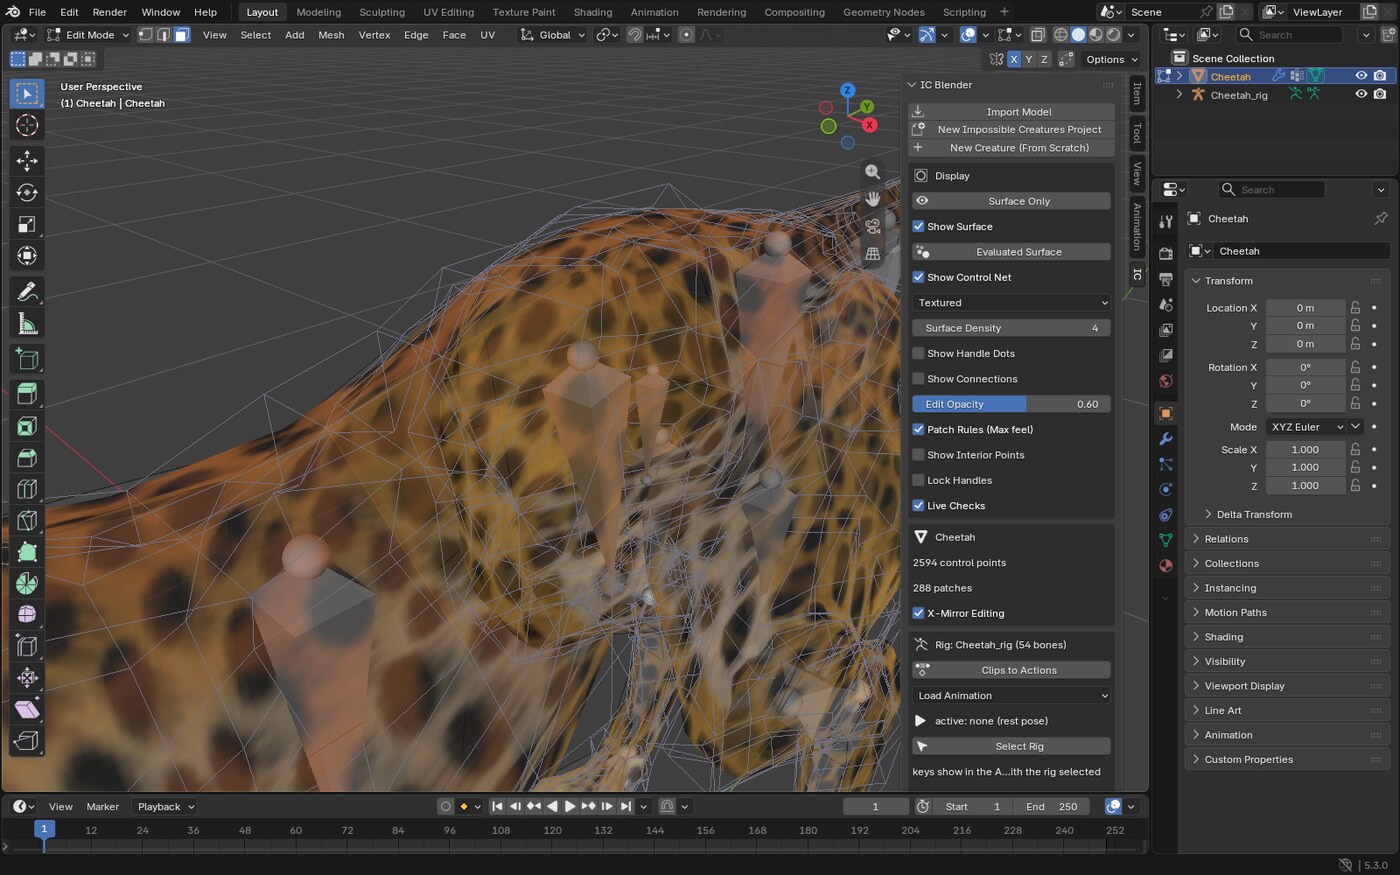 File Edit Render Window Help Layout Modeling Sculpting UV Editing Texture Paint Shading Animation Rendering Compositing Geometry Nodes Scripting + Scene ViewLayer
Edit Mode View Select Add Mesh Vertex Edge Face UV Global Search
X Y Z Options
Scene Collection
Cheetah
Cheetah_rig
User Perspective
(1) Cheetah | Cheetah
Z
Y
X
IC Blender
Import Model
New Impossible Creatures Project
New Creature (From Scratch)
Display
Surface Only
Show Surface
Evaluated Surface
Show Control Net
Textured
Surface Density 4
Show Handle Dots
Show Connections
Edit Opacity 0.60
Patch Rules (Max feel)
Show Interior Points
Lock Handles
Live Checks
Cheetah
2594 control points
288 patches
X-Mirror Editing
Rig: Cheetah_rig (54 bones)
Clips to Actions
Load Animation
active: none (rest pose)
Select Rig
keys show in the A...ith the rig selected
Item
Tool
View
Animation
IC
Search
Cheetah
Cheetah
Transform
Location X 0 m
Y 0 m
Z 0 m
Rotation X 0°
Y 0°
Z 0°
Mode XYZ Euler
Scale X 1.000
Y 1.000
Z 1.000
Delta Transform
Relations
Collections
Instancing
Motion Paths
Shading
Visibility
Viewport Display
Line Art
Animation
Custom Properties
View Marker Playback 1 Start 1 End 250
1 12 24 36 48 60 72 84 96 108 120 132 144 156 168 180 192 204 216 228 240 252
5.3.0